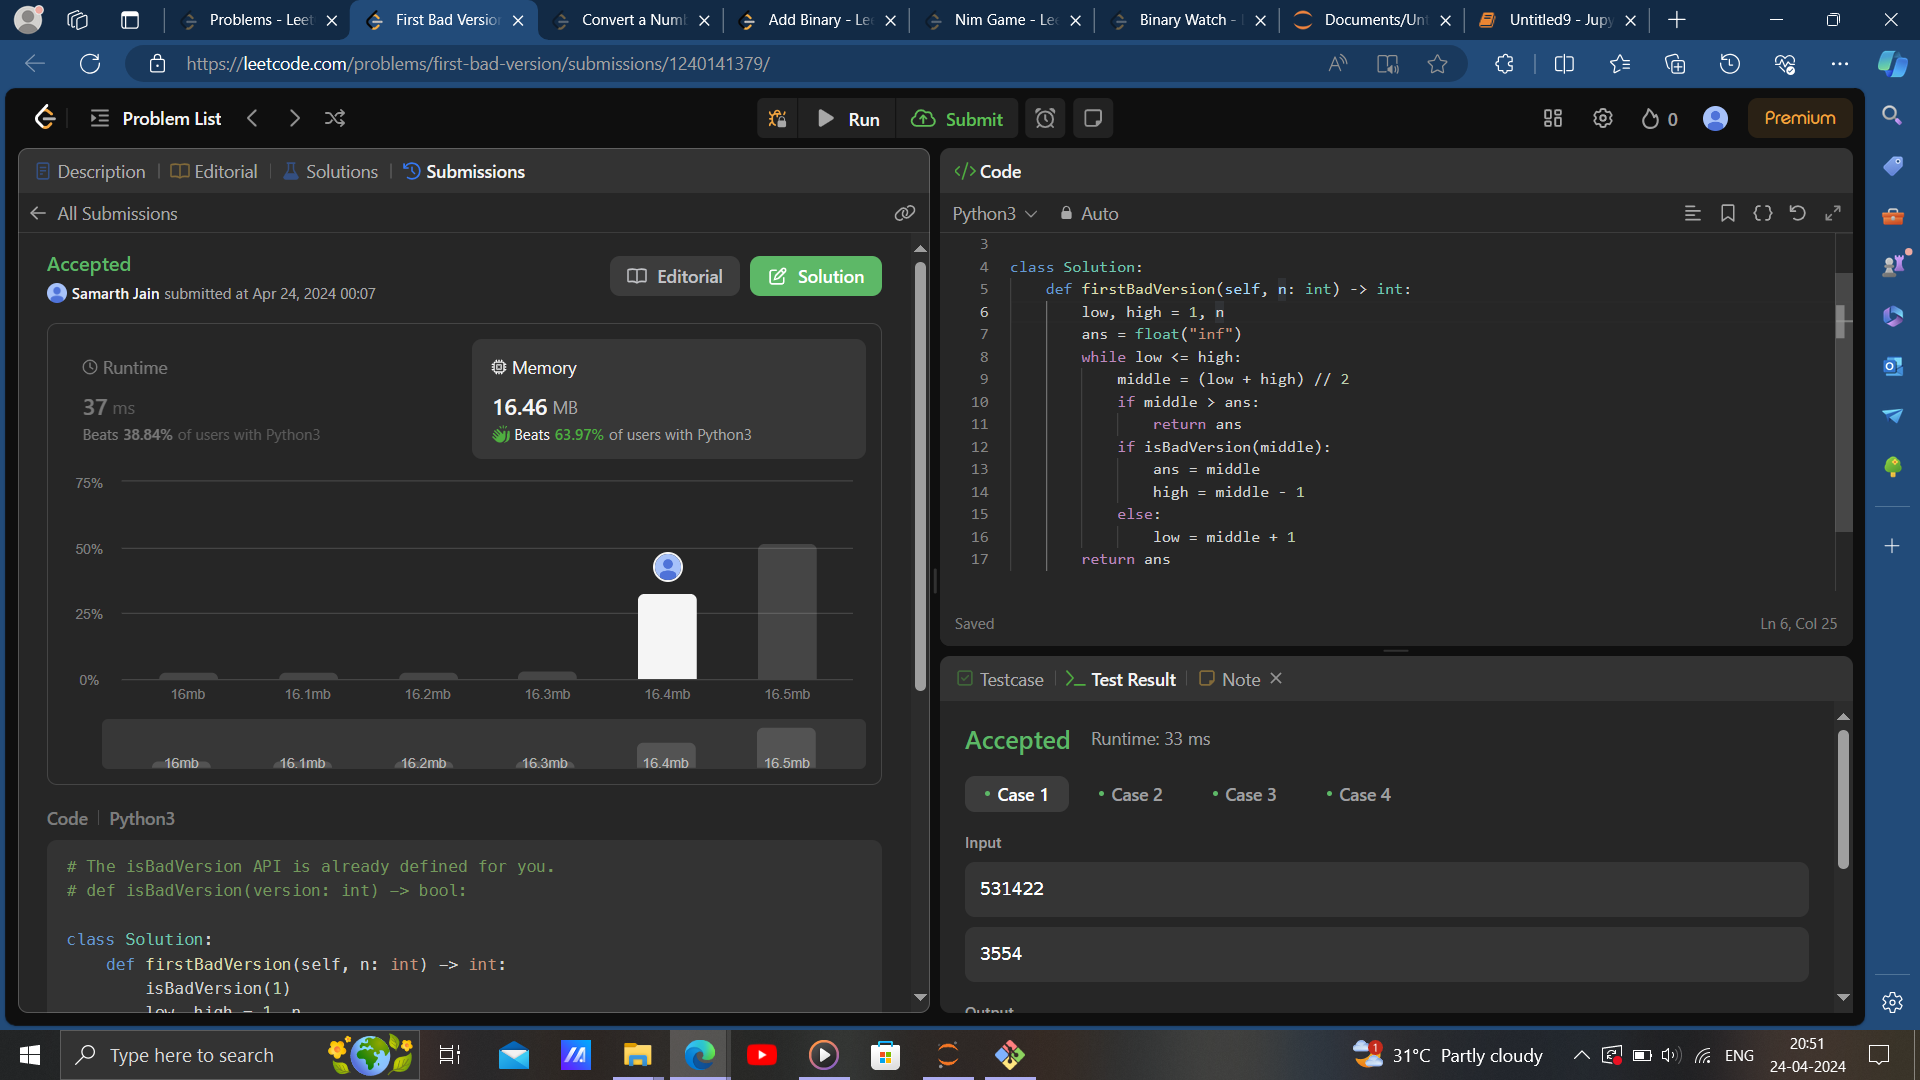 Problems - Leet
First Bad Version
Convert a Numb
Add Binary - Lee
Nim Game - Lee
Binary Watch - L
Documents/Unt
Untitled9 - Jupy
https://leetcode.com/problems/first-bad-version/submissions/1240141379/
Problem List
Run
Submit
0
Premium
Description
Editorial
Solutions
Submissions
All Submissions
Accepted
Samarth Jain submitted at Apr 24, 2024 00:07
Editorial
Solution
Runtime
37 ms
Beats 38.84% of users with Python3
Memory
16.46 MB
Beats 63.97% of users with Python3
75%
50%
25%
0%
16mb 16.1mb 16.2mb 16.3mb 16.4mb 16.5mb
16mb 16.1mb 16.2mb 16.3mb 16.4mb 16.5mb
Code | Python3
# The isBadVersion API is already defined for you.
# def isBadVersion(version: int) -> bool:
class Solution:
def firstBadVersion(self, n: int) -> int:
isBadVersion(1)
low, high = 1, n
</> Code
Python3
Auto
3
4 class Solution:
5 def firstBadVersion(self, n: int) -> int:
6 low, high = 1, n
7 ans = float("inf")
8 while low <= high:
9 middle = (low + high) // 2
10 if middle > ans:
11 return ans
12 if isBadVersion(middle):
13 ans = middle
14 high = middle - 1
15 else:
16 low = middle + 1
17 return ans
Saved
Ln 6, Col 25
Testcase
Test Result
Note
Accepted
Runtime: 33 ms
Case 1
Case 2
Case 3
Case 4
Input
531422
3554
Output
Type here to search
1
31°C Partly cloudy
ENG
20:51
24-04-2024